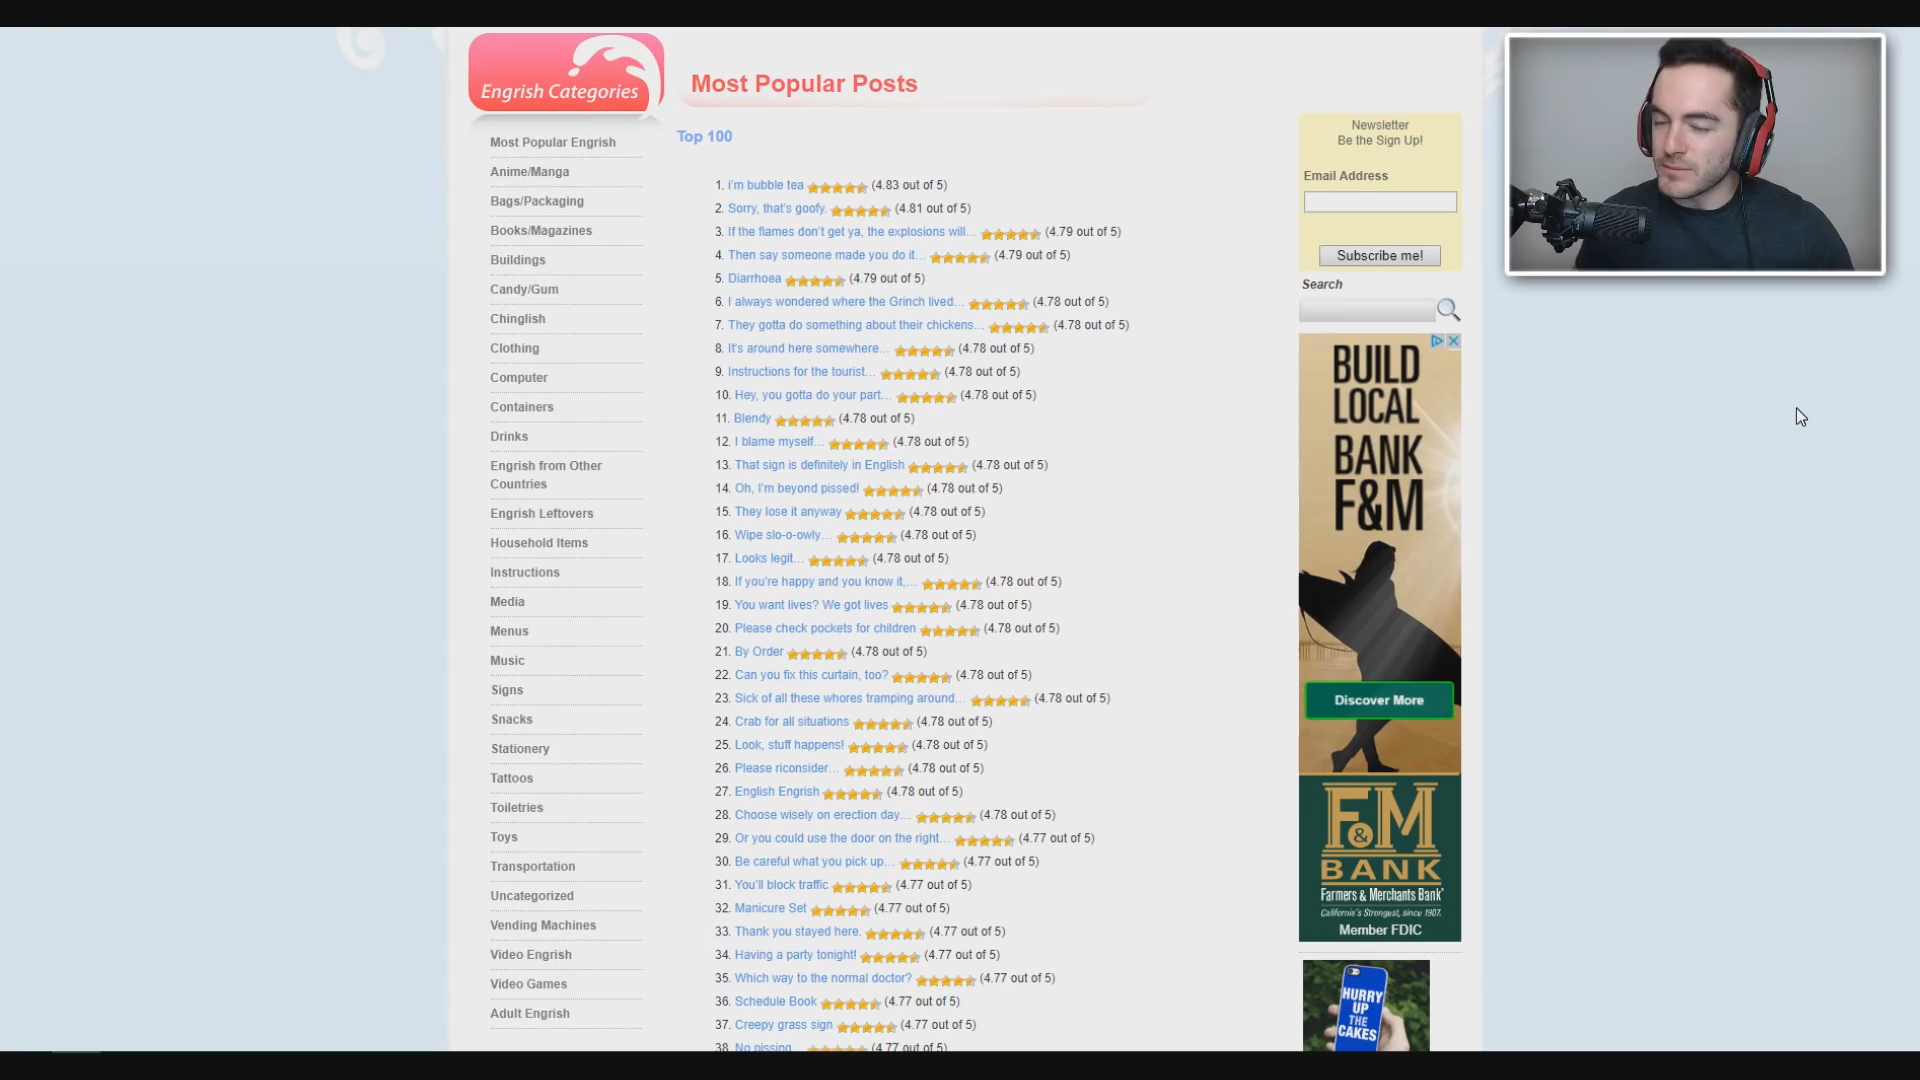 Engrish Categories
Most Popular Engrish
Anime/Manga
Bags/Packaging
Books/Magazines
Buildings
Candy/Gum
Chinglish
Clothing
Computer
Containers
Drinks
Engrish from Other
Countries
Engrish Leftovers
Household Items
Instructions
Media
Menus
Music
Signs
Snacks
Stationery
Tattoos
Toiletries
Toys
Transportation
Uncategorized
Vending Machines
Video Engrish
Video Games
Adult Engrish
Most Popular Posts
Top 100
1. i'm bubble tea (4.83 out of 5)
2. Sorry, that's goofy. (4.81 out of 5)
3. If the flames don't get ya, the explosions will... (4.79 out of 5)
4. Then say someone made you do it... (4.79 out of 5)
5. Diarrhoea (4.79 out of 5)
6. I always wondered where the Grinch lived... (4.78 out of 5)
7. They gotta do something about their chickens... (4.78 out of 5)
8. It's around here somewhere... (4.78 out of 5)
9. Instructions for the tourist... (4.78 out of 5)
10. Hey, you gotta do your part... (4.78 out of 5)
11. Blendy (4.78 out of 5)
12. I blame myself... (4.78 out of 5)
13. That sign is definitely in English (4.78 out of 5)
14. Oh, I'm beyond pissed! (4.78 out of 5)
15. They lose it anyway (4.78 out of 5)
16. Wipe slo-o-owly... (4.78 out of 5)
17. Looks legit... (4.78 out of 5)
18. If you're happy and you know it,... (4.78 out of 5)
19. You want lives? We got lives (4.78 out of 5)
20. Please check pockets for children (4.78 out of 5)
21. By Order (4.78 out of 5)
22. Can you fix this curtain, too? (4.78 out of 5)
23. Sick of all these whores tramping around... (4.78 out of 5)
24. Crab for all situations (4.78 out of 5)
25. Look, stuff happens! (4.78 out of 5)
26. Please riconsider... (4.78 out of 5)
27. English Engrish (4.78 out of 5)
28. Choose wisely on erection day... (4.78 out of 5)
29. Or you could use the door on the right... (4.77 out of 5)
30. Be careful what you pick up... (4.77 out of 5)
31. You'll block traffic (4.77 out of 5)
32. Manicure Set (4.77 out of 5)
33. Thank you stayed here. (4.77 out of 5)
34. Having a party tonight! (4.77 out of 5)
35. Which way to the normal doctor? (4.77 out of 5)
36. Schedule Book (4.77 out of 5)
37. Creepy grass sign (4.77 out of 5)
38. No pissing... (4.77 out of 5)
Newsletter
Be the Sign Up!
Email Address
Subscribe me!
Search
BUILD
LOCAL
BANK
F&M
Discover More
F&M
BANK
Farmers & Merchants Bank
California's Strongest, since 1907.
Member FDIC
HURRY
UP
THE
CAKES